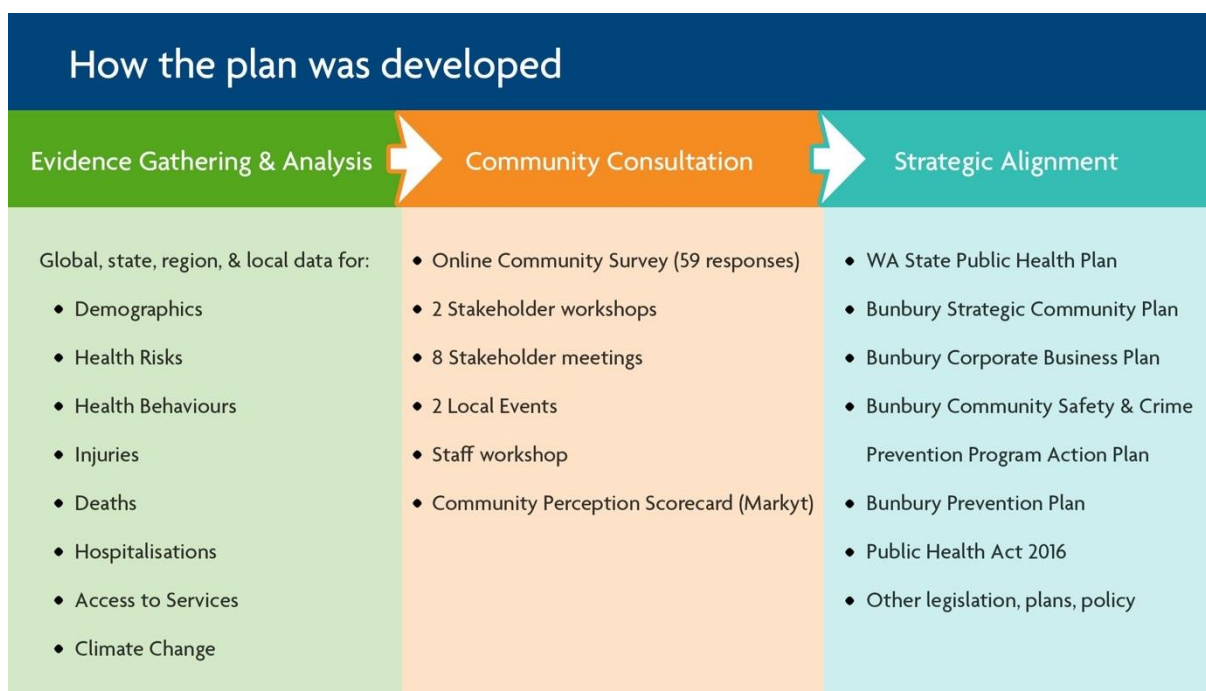 How the plan was developed
Evidence Gathering & Analysis
Community Consultation
Strategic Alignment
Global, state, region, & local data for:
• Demographics
• Health Risks
• Health Behaviours
• Injuries
• Deaths
• Hospitalisations
• Access to Services
• Climate Change
• Online Community Survey (59 responses)
• 2 Stakeholder workshops
• 8 Stakeholder meetings
• 2 Local Events
• Staff workshop
• Community Perception Scorecard (Markyt)
• WA State Public Health Plan
• Bunbury Strategic Community Plan
• Bunbury Corporate Business Plan
• Bunbury Community Safety & Crime
Prevention Program Action Plan
• Bunbury Prevention Plan
• Public Health Act 2016
• Other legislation, plans, policy